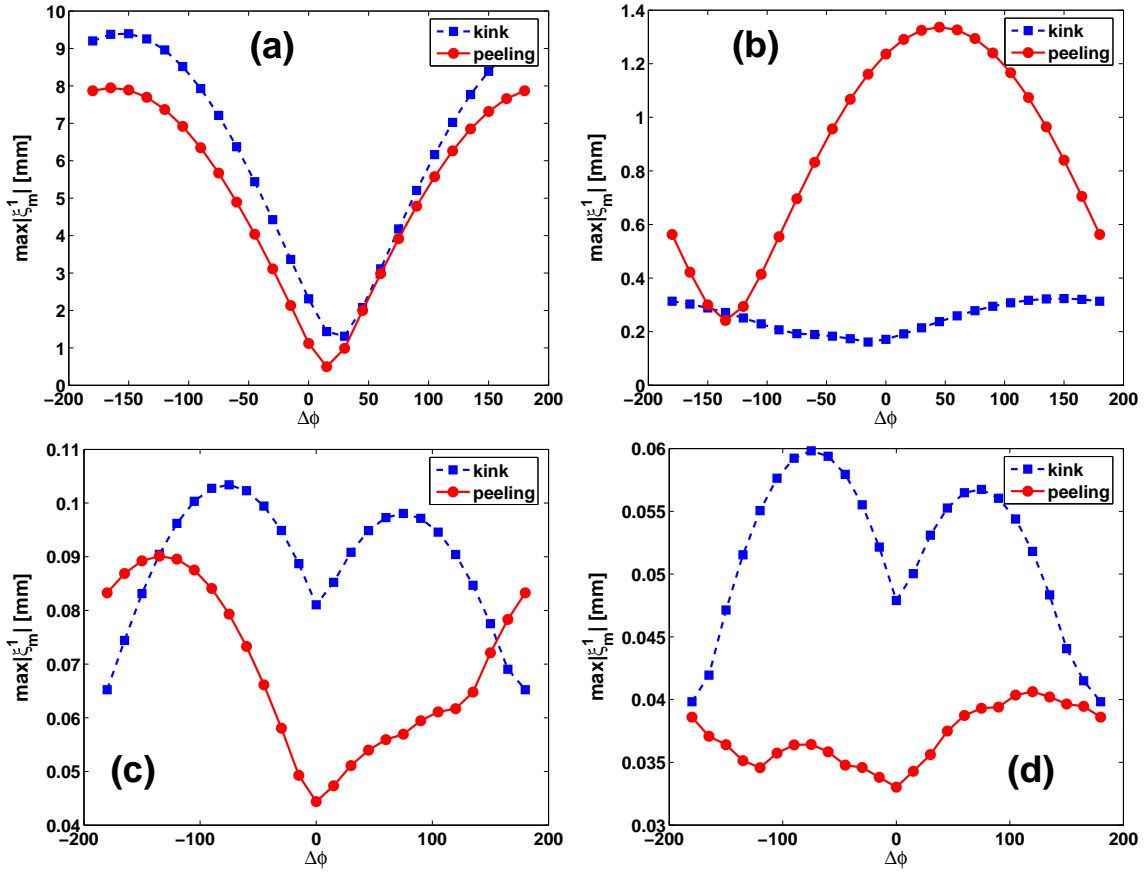 (a)
kink
peeling
max|ξ¹ₘ| [mm]
10
9
8
7
6
5
4
3
2
1
0
−200 −150 −100 −50 0 50 100 150 200
Δϕ
(b)
kink
peeling
max|ξ¹ₘ| [mm]
1.4
1.2
1
0.8
0.6
0.4
0.2
0
−200 −150 −100 −50 0 50 100 150 200
Δϕ
(c)
kink
peeling
max|ξ¹ₘ| [mm]
0.11
0.1
0.09
0.08
0.07
0.06
0.05
0.04
−200 −100 0 100 200
Δϕ
(d)
kink
peeling
max|ξ¹ₘ| [mm]
0.06
0.055
0.05
0.045
0.04
0.035
0.03
−200 −100 0 100 200
Δϕ